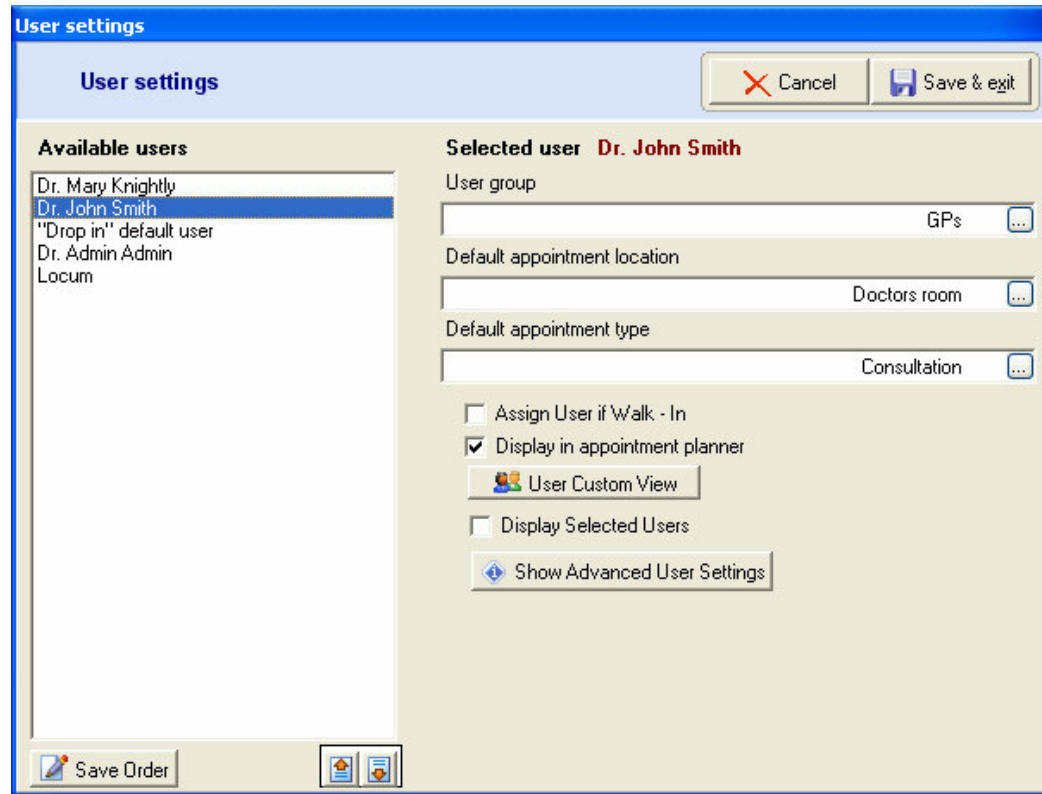 User settings
User settings
Cancel
Save & exit
Available users
Dr. Mary Knightly
Dr. John Smith
"Drop in" default user
Dr. Admin Admin
Locum
Save Order
Selected user Dr. John Smith
User group
GPs ...
Default appointment location
Doctors room ...
Default appointment type
Consultation ...
Assign User if Walk - In
Display in appointment planner
User Custom View
Display Selected Users
Show Advanced User Settings